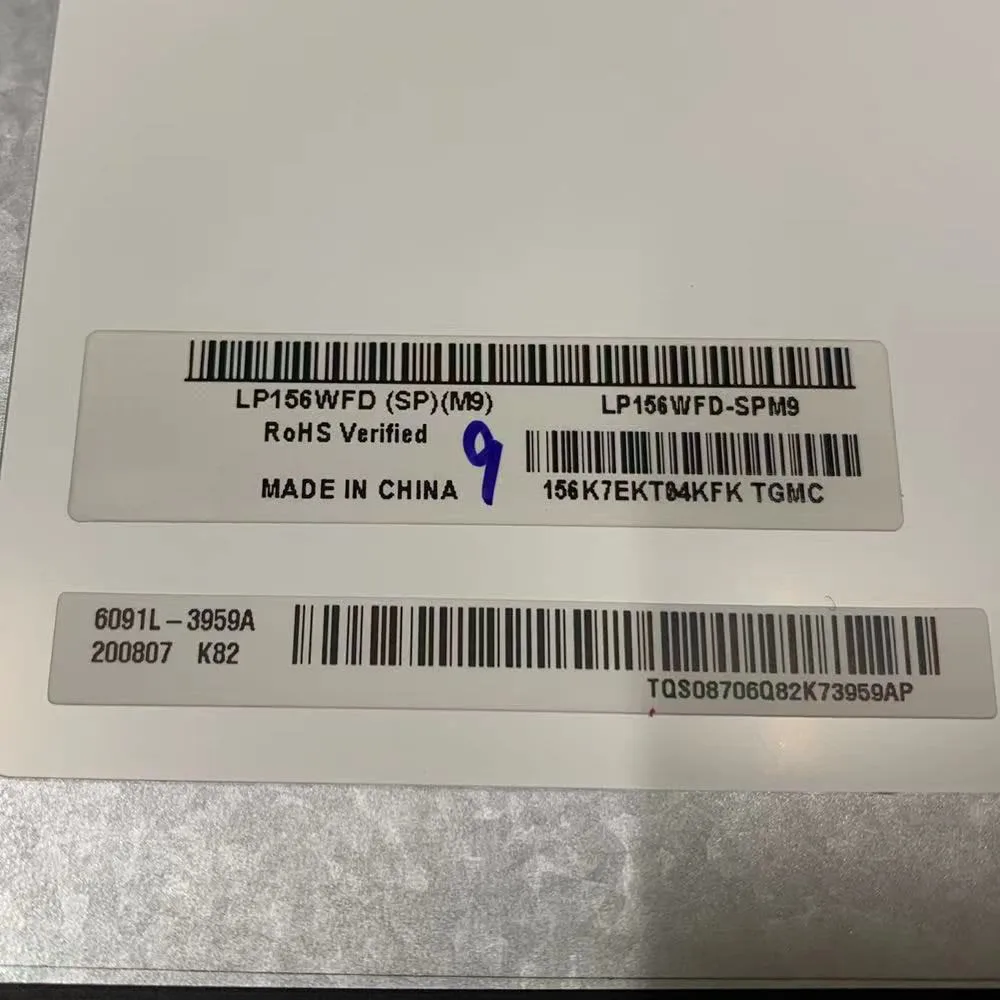 LP156WFD (SP)(M9)
LP156WFD-SPM9
RoHS Verified
9
MADE IN CHINA
156K7EKT04KFK TGMC
6091L-3959A
200807 K82
TQS08706Q82K73959AP